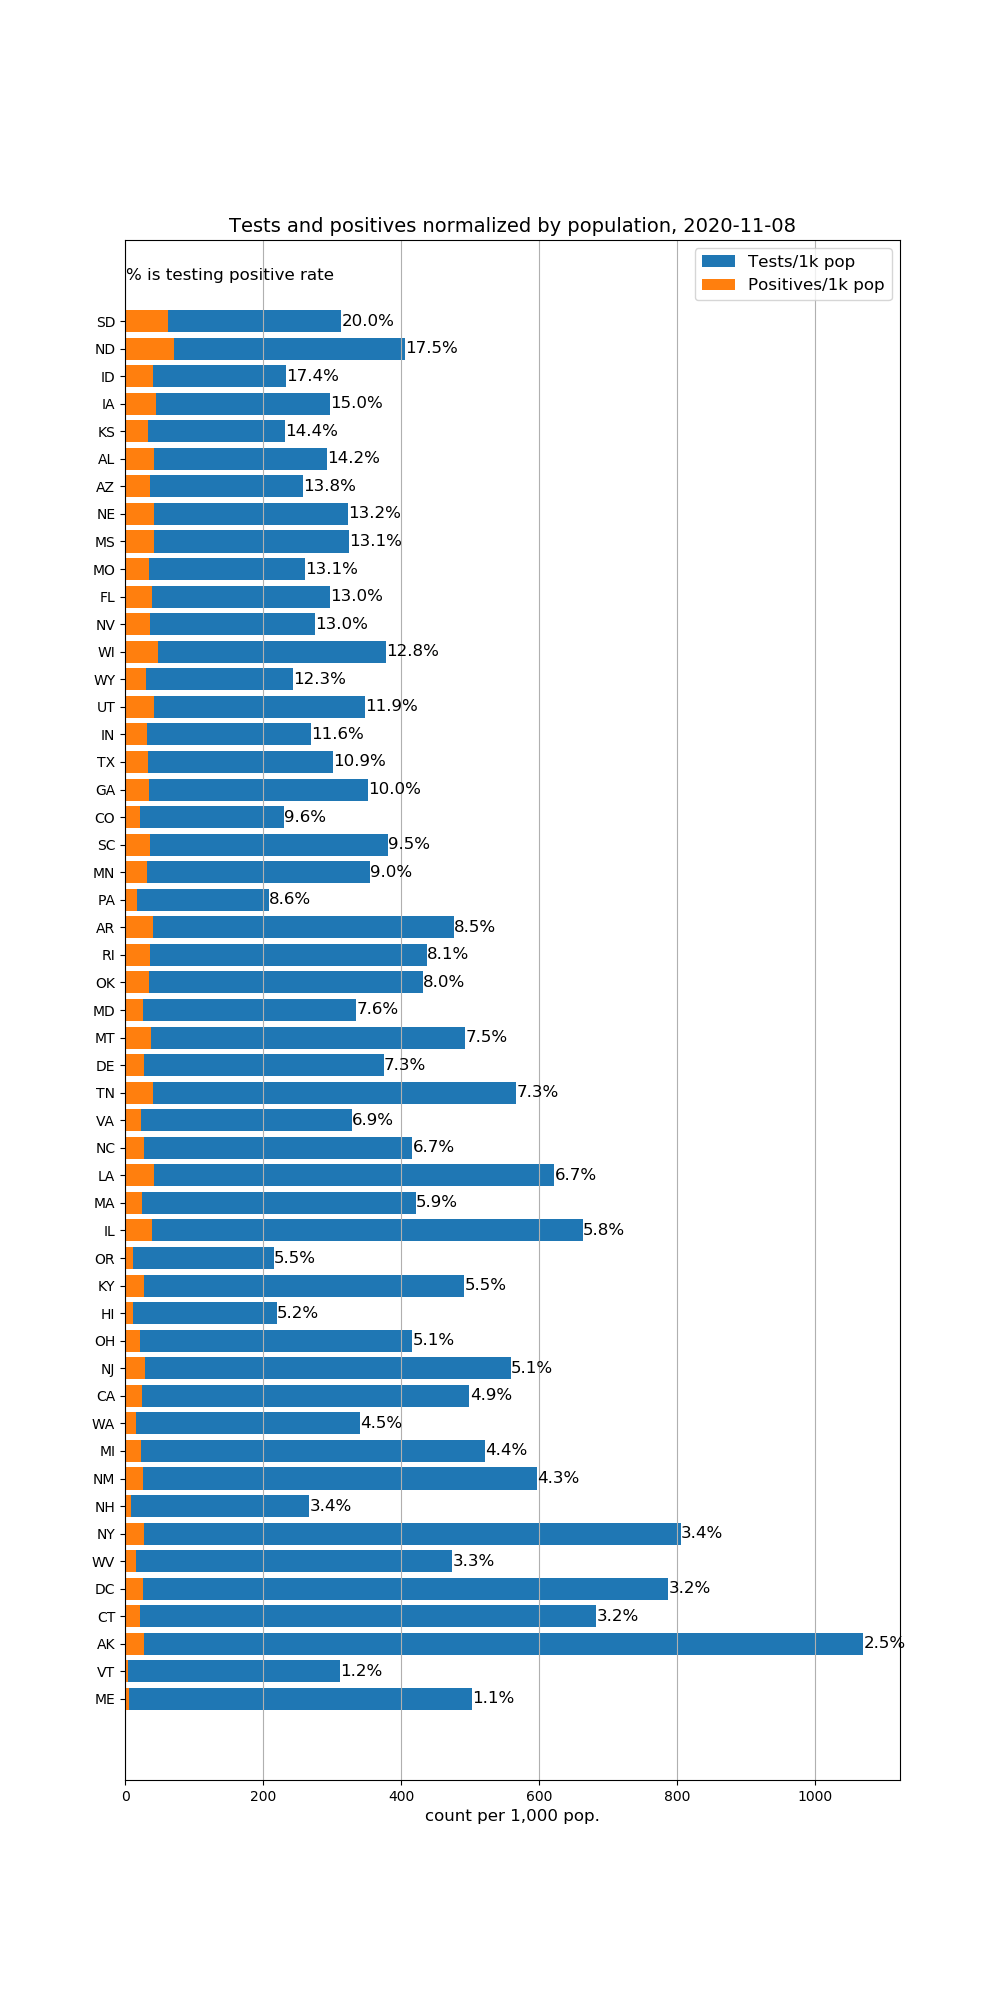 Tests and positives normalized by population, 2020-11-08
% is testing positive rate
Tests/1k pop
Positives/1k pop
SD 20.0%
ND 17.5%
ID 17.4%
IA 15.0%
KS 14.4%
AL 14.2%
AZ 13.8%
NE 13.2%
MS 13.1%
MO 13.1%
FL 13.0%
NV 13.0%
WI 12.8%
WY 12.3%
UT 11.9%
IN 11.6%
TX 10.9%
GA 10.0%
CO 9.6%
SC 9.5%
MN 9.0%
PA 8.6%
AR 8.5%
RI 8.1%
OK 8.0%
MD 7.6%
MT 7.5%
DE 7.3%
TN 7.3%
VA 6.9%
NC 6.7%
LA 6.7%
MA 5.9%
IL 5.8%
OR 5.5%
KY 5.5%
HI 5.2%
OH 5.1%
NJ 5.1%
CA 4.9%
WA 4.5%
MI 4.4%
NM 4.3%
NH 3.4%
NY 3.4%
WV 3.3%
DC 3.2%
CT 3.2%
AK 2.5%
VT 1.2%
ME 1.1%
0 200 400 600 800 1000
count per 1,000 pop.